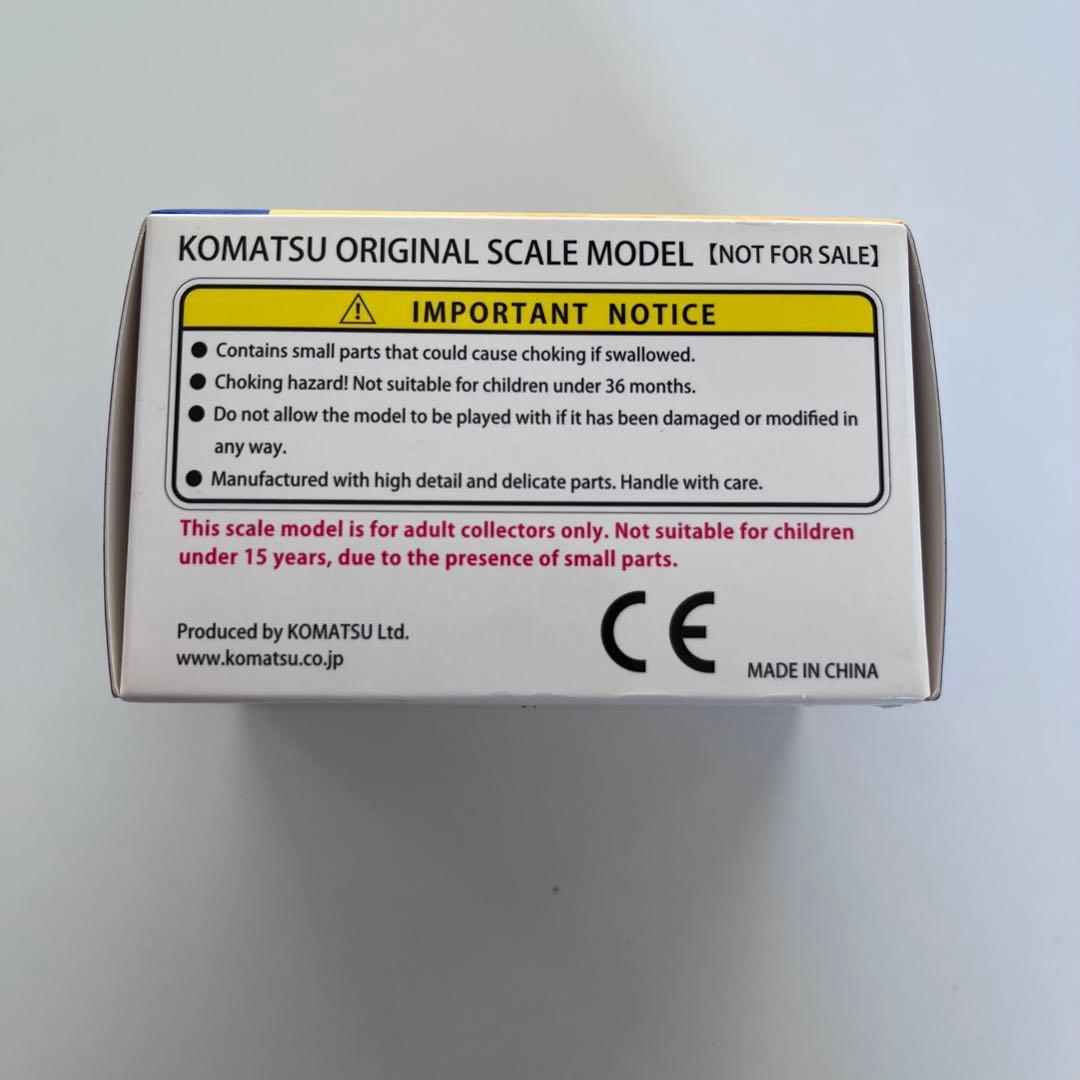 KOMATSU ORIGINAL SCALE MODEL【NOT FOR SALE】
IMPORTANT NOTICE
● Contains small parts that could cause choking if swallowed.
● Choking hazard! Not suitable for children under 36 months.
● Do not allow the model to be played with if it has been damaged or modified in
any way.
● Manufactured with high detail and delicate parts. Handle with care.
This scale model is for adult collectors only. Not suitable for children
under 15 years, due to the presence of small parts.
Produced by KOMATSU Ltd.
www.komatsu.co.jp
CE
MADE IN CHINA